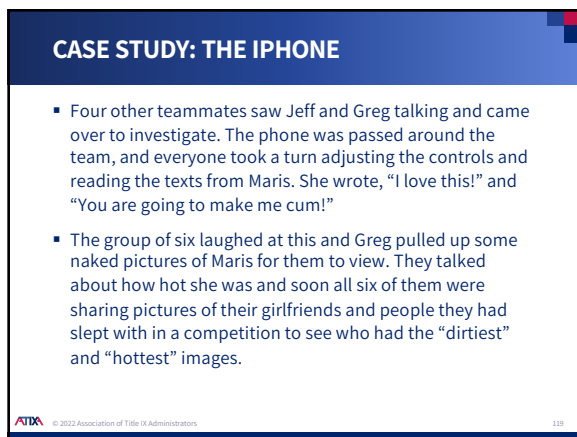 CASE STUDY: THE IPHONE
▪ Four other teammates saw Jeff and Greg talking and came
over to investigate. The phone was passed around the
team, and everyone took a turn adjusting the controls and
reading the texts from Maris. She wrote, “I love this!” and
“You are going to make me cum!”
▪ The group of six laughed at this and Greg pulled up some
naked pictures of Maris for them to view. They talked
about how hot she was and soon all six of them were
sharing pictures of their girlfriends and people they had
slept with in a competition to see who had the “dirtiest”
and “hottest” images.
ATIXA © 2022 Association of Title IX Administrators 119